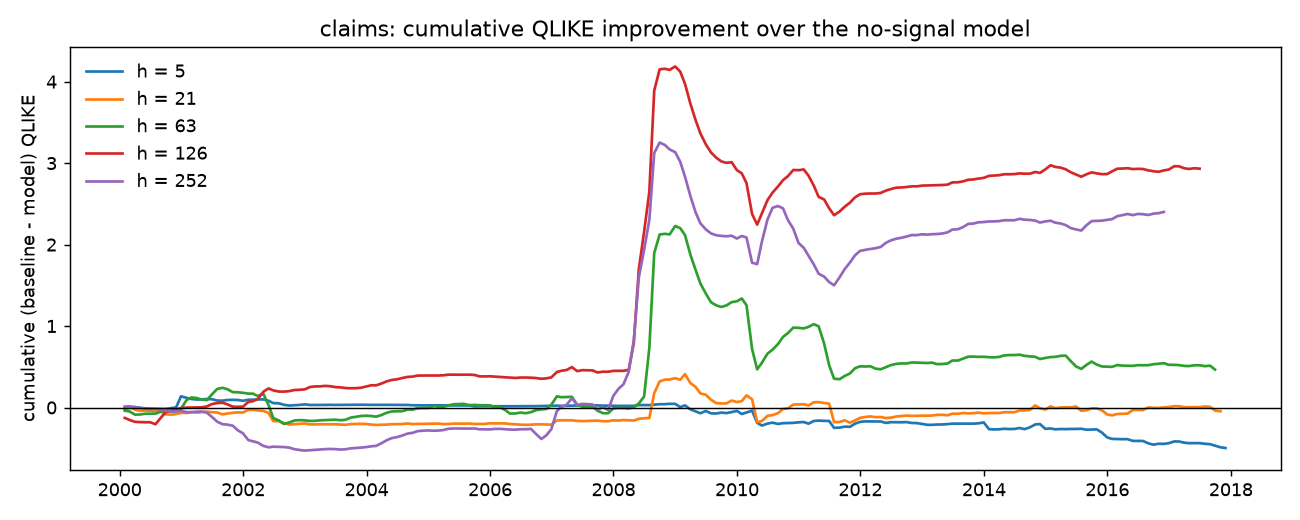 claims: cumulative QLIKE improvement over the no-signal model
cumulative (baseline - model) QLIKE
h = 5
h = 21
h = 63
h = 126
h = 252
4
3
2
1
0
2000 2002 2004 2006 2008 2010 2012 2014 2016 2018